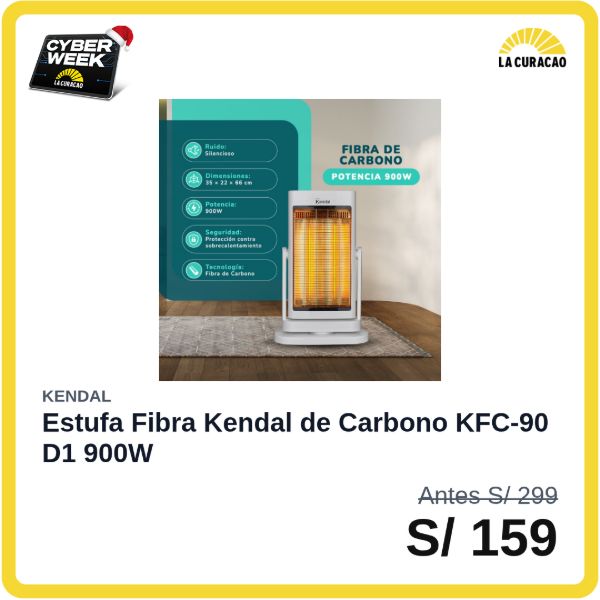 CYBER
WEEK
LA CURACAO
LA CURACAO
Ruido:
Silencioso
Dimensiones:
35 × 22 × 66 cm
Potencia:
900W
Seguridad:
Protección contra
sobrecalentamiento
Tecnología:
Fibra de Carbono
FIBRA DE
CARBONO
POTENCIA 900W
Kendal
KENDAL
Estufa Fibra Kendal de Carbono KFC-90
D1 900W
Antes S/ 299
S/ 159